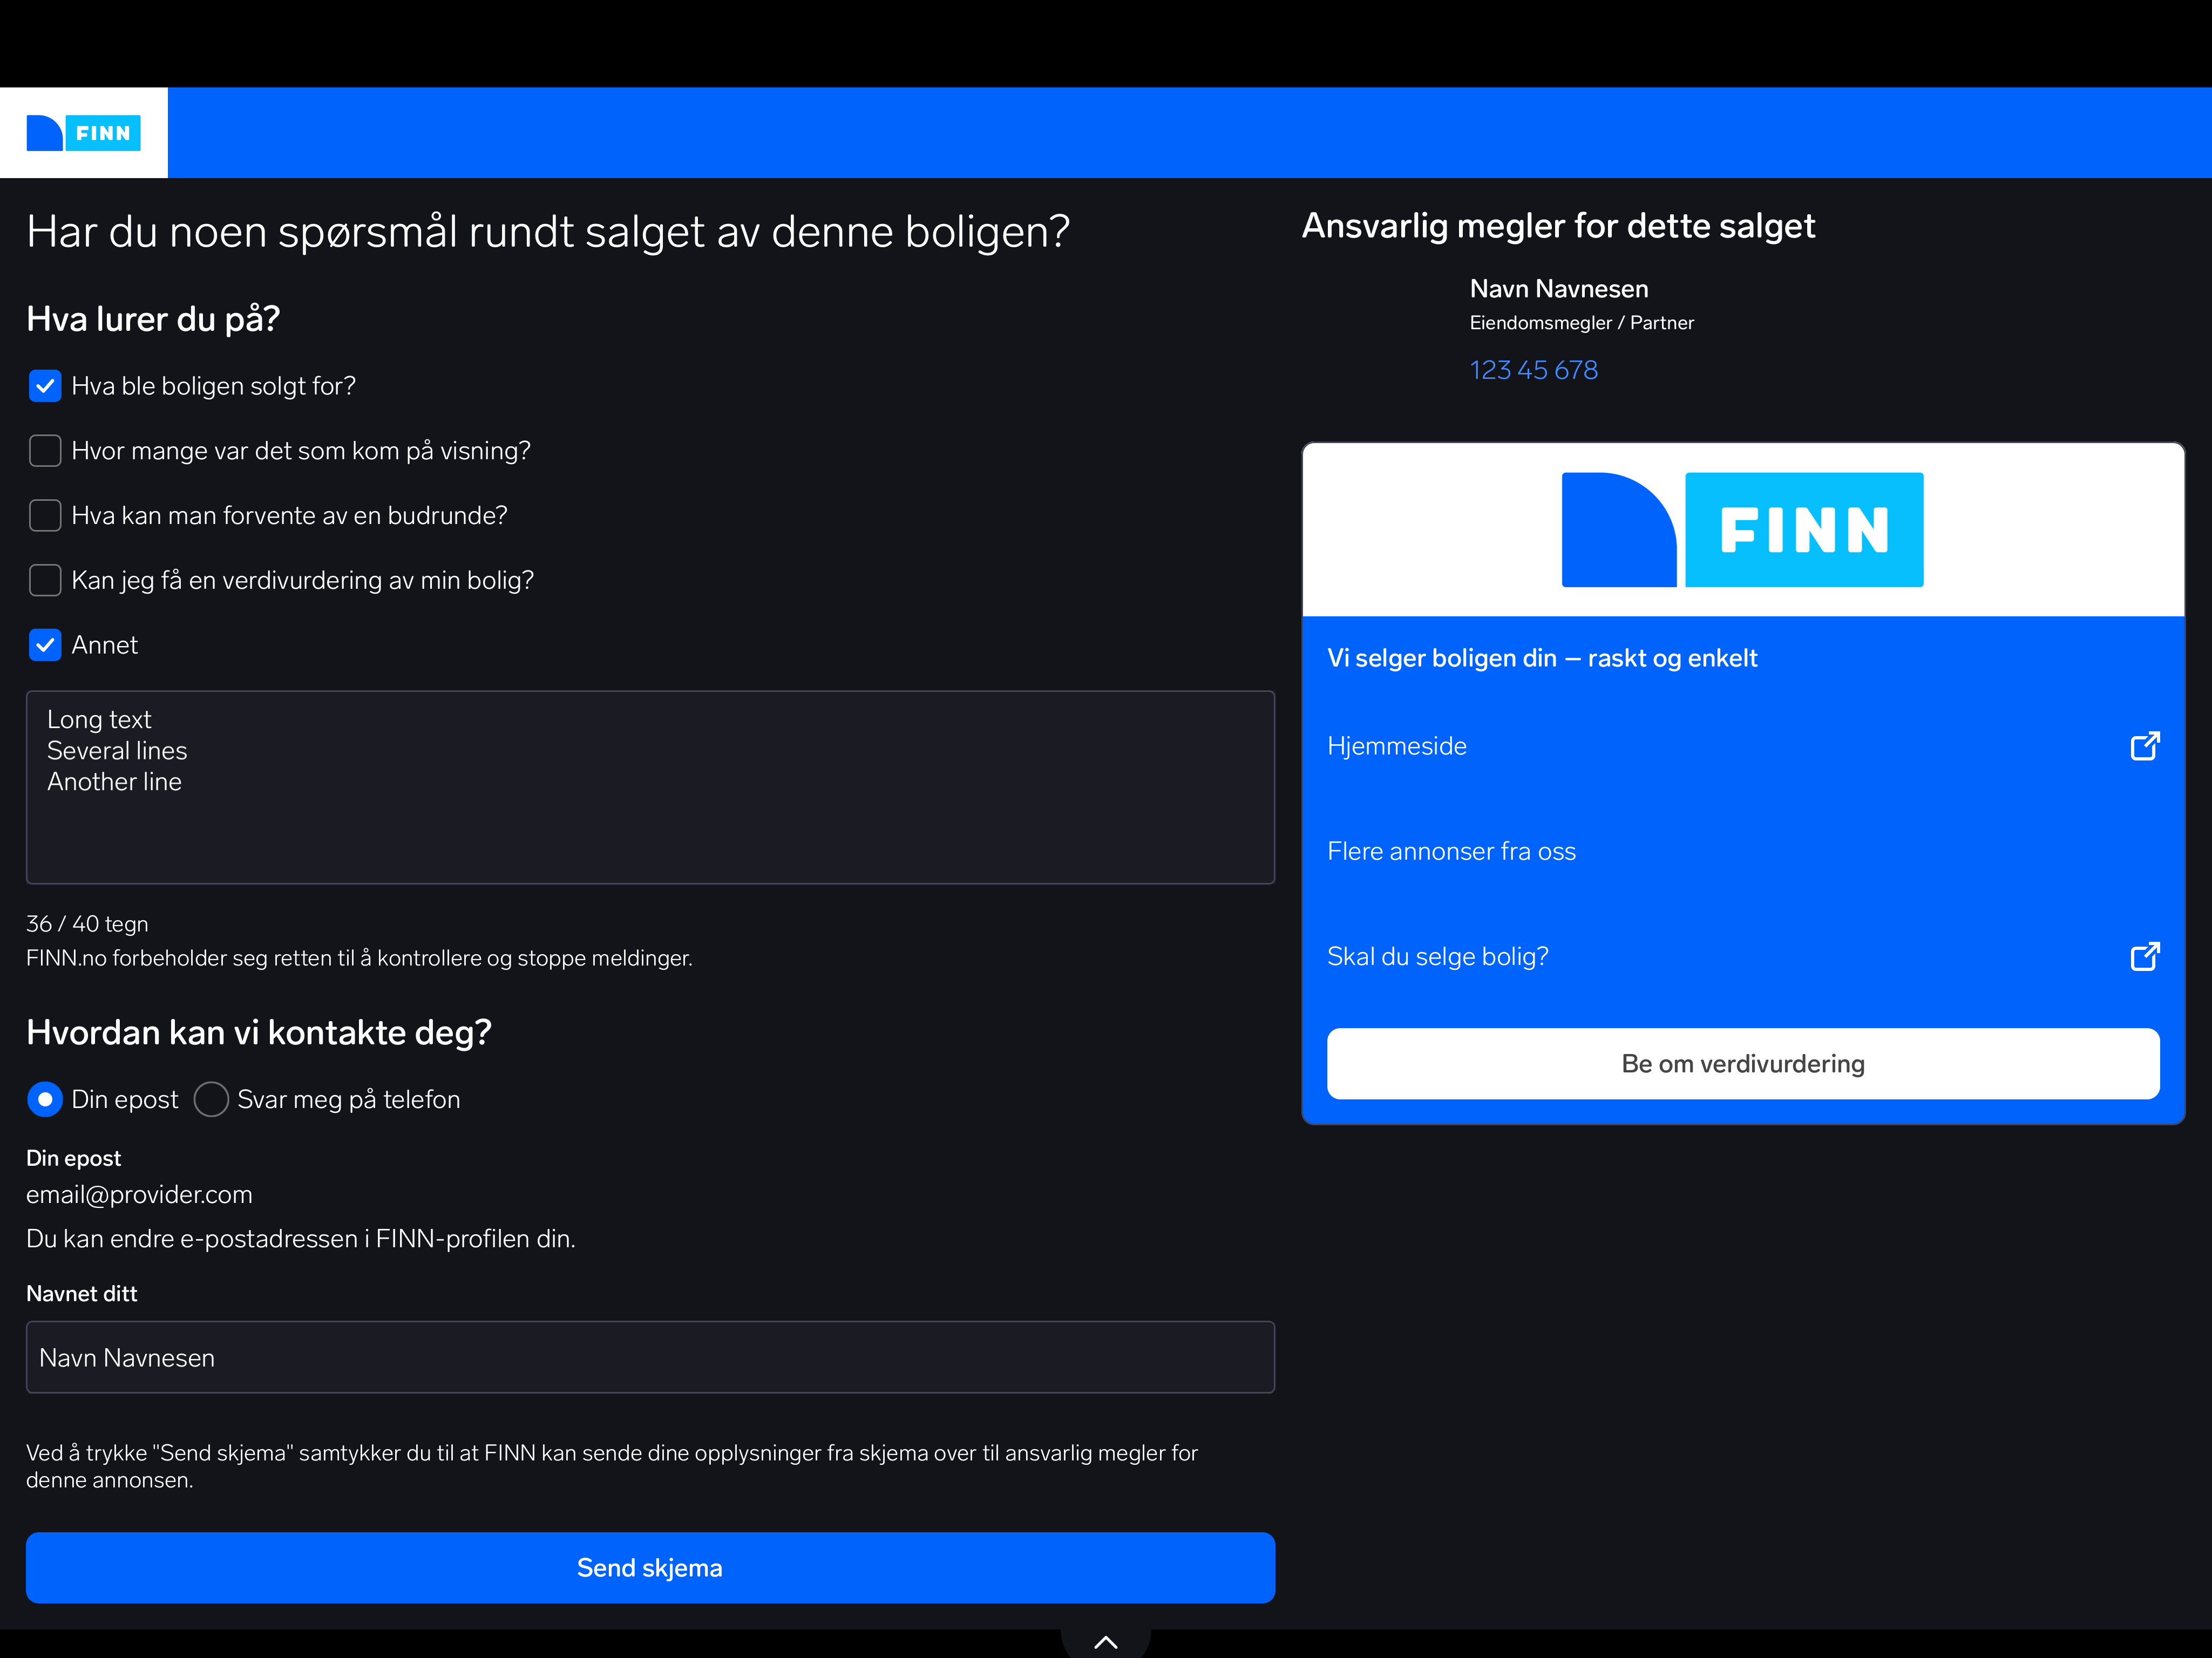 FINN
Har du noen spørsmål rundt salget av denne boligen?
Hva lurer du på?
Hva ble boligen solgt for?
Hvor mange var det som kom på visning?
Hva kan man forvente av en budrunde?
Kan jeg få en verdivurdering av min bolig?
Annet
Long text
Several lines
Another line
36 / 40 tegn
FINN.no forbeholder seg retten til å kontrollere og stoppe meldinger.
Hvordan kan vi kontakte deg?
Din epost Svar meg på telefon
Din epost
email@provider.com
Du kan endre e-postadressen i FINN-profilen din.
Navnet ditt
Navn Navnesen
Ved å trykke "Send skjema" samtykker du til at FINN kan sende dine opplysninger fra skjema over til ansvarlig megler for
denne annonsen.
Send skjema
Ansvarlig megler for dette salget
Navn Navnesen
Eiendomsmegler / Partner
123 45 678
FINN
Vi selger boligen din – raskt og enkelt
Hjemmeside
Flere annonser fra oss
Skal du selge bolig?
Be om verdivurdering